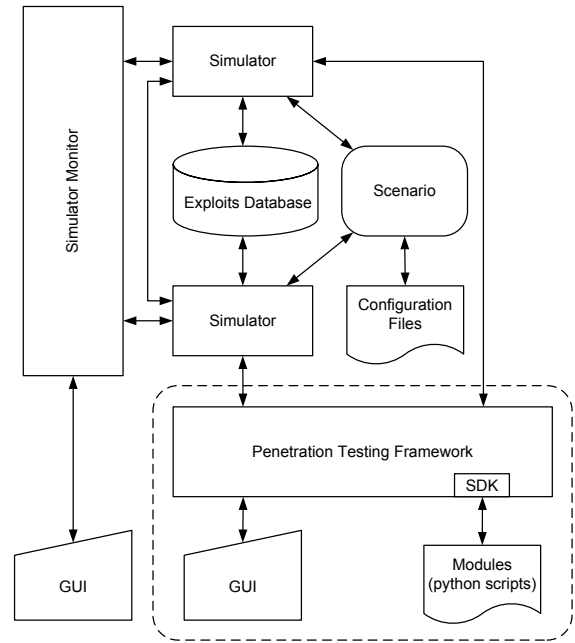 Simulator
Simulator Monitor
Exploits Database
Scenario
Simulator
Configuration
Files
Penetration Testing Framework
SDK
GUI
GUI
Modules
(python scripts)